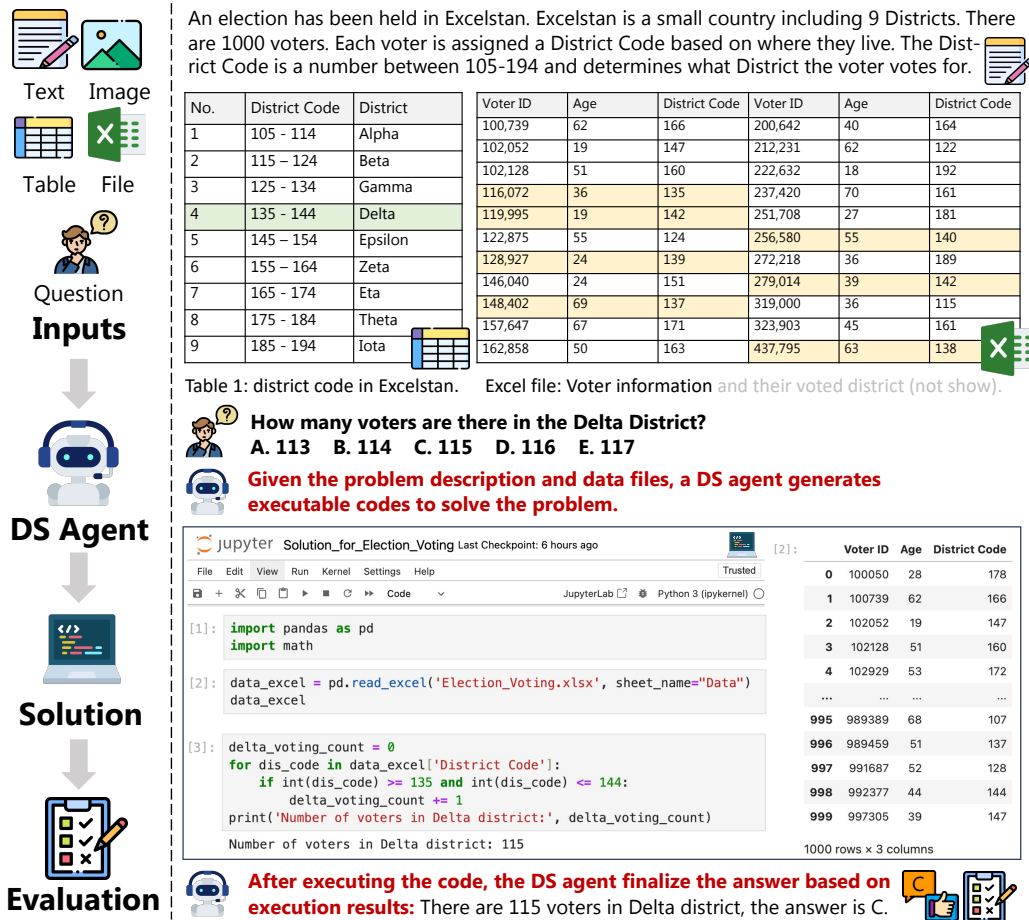 An election has been held in Excelstan. Excelstan is a small country including 9 Districts. There
are 1000 voters. Each voter is assigned a District Code based on where they live. The Dist-
rict Code is a number between 105-194 and determines what District the voter votes for.
Text Image
Table File
Question
Inputs
DS Agent
Solution
Evaluation
No. District Code District
1 105 - 114 Alpha
2 115 – 124 Beta
3 125 - 134 Gamma
4 135 - 144 Delta
5 145 – 154 Epsilon
6 155 – 164 Zeta
7 165 - 174 Eta
8 175 - 184 Theta
9 185 - 194 Iota
Voter ID Age District Code Voter ID Age District Code
100,739 62 166 200,642 40 164
102,052 19 147 212,231 62 122
102,128 51 160 222,632 18 192
116,072 36 135 237,420 70 161
119,995 19 142 251,708 27 181
122,875 55 124 256,580 55 140
128,927 24 139 272,218 36 189
146,040 24 151 279,014 39 142
148,402 69 137 319,000 36 115
157,647 67 171 323,903 45 161
162,858 50 163 437,795 63 138
Table 1: district code in Excelstan. Excel file: Voter information and their voted district (not show).
How many voters are there in the Delta District?
A. 113 B. 114 C. 115 D. 116 E. 117
Given the problem description and data files, a DS agent generates
executable codes to solve the problem.
jupyter Solution_for_Election_Voting Last Checkpoint: 6 hours ago
File Edit View Run Kernel Settings Help Trusted
Code JupyterLab Python 3 (ipykernel)
[1]: import pandas as pd
import math
[2]: data_excel = pd.read_excel('Election_Voting.xlsx', sheet_name="Data")
data_excel
[3]: delta_voting_count = 0
for dis_code in data_excel['District Code']:
if int(dis_code) >= 135 and int(dis_code) <= 144:
delta_voting_count += 1
print('Number of voters in Delta district:', delta_voting_count)
Number of voters in Delta district: 115
[2]: Voter ID Age District Code
0 100050 28 178
1 100739 62 166
2 102052 19 147
3 102128 51 160
4 102929 53 172
... ... ... ...
995 989389 68 107
996 989459 51 137
997 991687 52 128
998 992377 44 144
999 997305 39 147
1000 rows × 3 columns
After executing the code, the DS agent finalize the answer based on
execution results: There are 115 voters in Delta district, the answer is C.
C